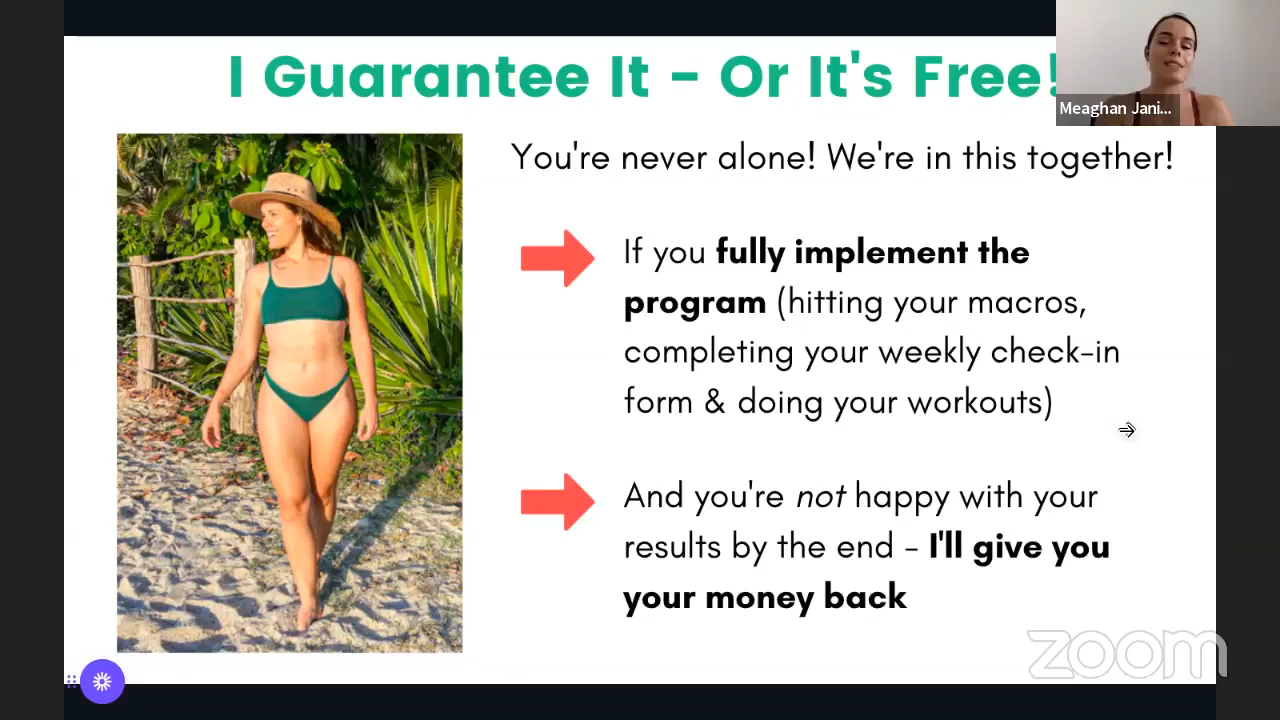 I Guarantee It - Or It's Free!
Meaghan Jani...
You're never alone! We're in this together!
If you fully implement the
program (hitting your macros,
completing your weekly check-in
form & doing your workouts)
And you're not happy with your
results by the end - I'll give you
your money back
zoom